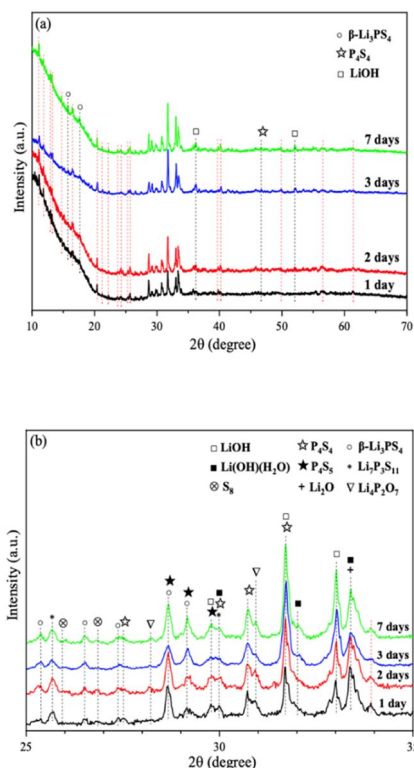 (a)
β-Li₃PS₄
P₄S₄
LiOH
7 days
3 days
2 days
1 day
Intensity (a.u.)
10 20 30 40 50 60 70
2θ (degree)
(b)
LiOH P₄S₄ β-Li₃PS₄
Li(OH)(H₂O) P₄S₅ Li₇P₃S₁₁
S₈ Li₂O Li₄P₂O₇
7 days
3 days
2 days
1 day
Intensity (a.u.)
25 30 35
2θ (degree)